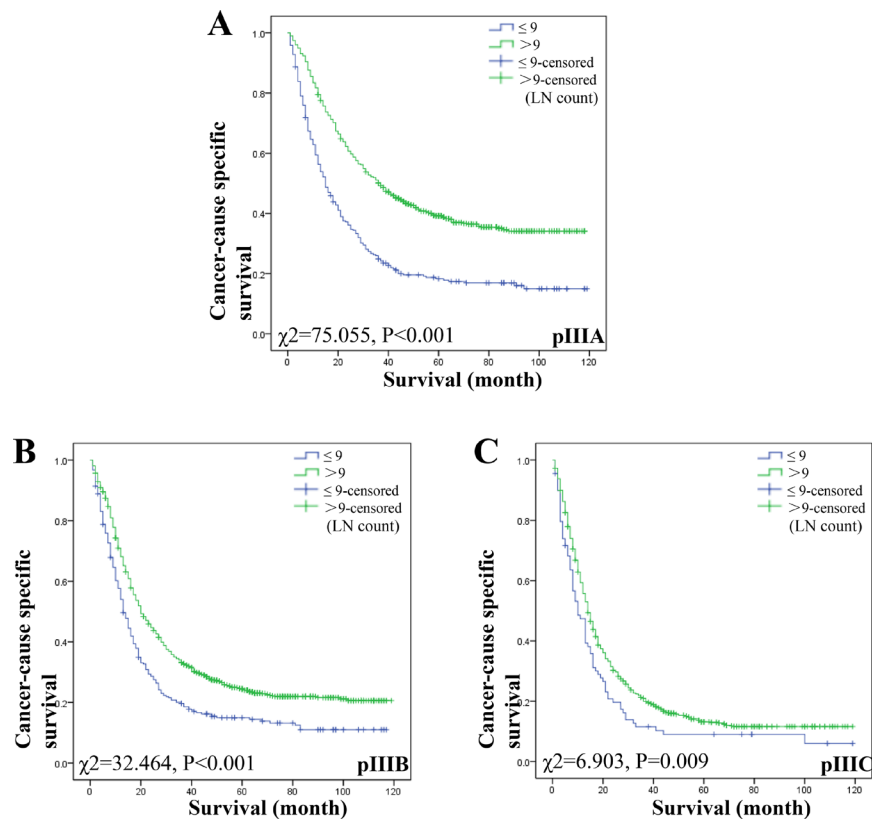 A
≤ 9
>9
≤ 9-censored
>9-censored
(LN count)
Cancer-cause specific
survival
1.0
0.8
0.6
0.4
0.2
0.0
χ2=75.055, P<0.001
pIIIA
0 20 40 60 80 100 120
Survival (month)
B
≤ 9
>9
≤ 9-censored
>9-censored
(LN count)
Cancer-cause specific
survival
1.0
0.8
0.6
0.4
0.2
0.0
χ2=32.464, P<0.001
pIIIB
0 20 40 60 80 100 120
Survival (month)
C
≤ 9
>9
≤ 9-censored
>9-censored
(LN count)
Cancer-cause specific
survival
1.0
0.8
0.6
0.4
0.2
0.0
χ2=6.903, P=0.009
pIIIC
0 20 40 60 80 100 120
Survival (month)